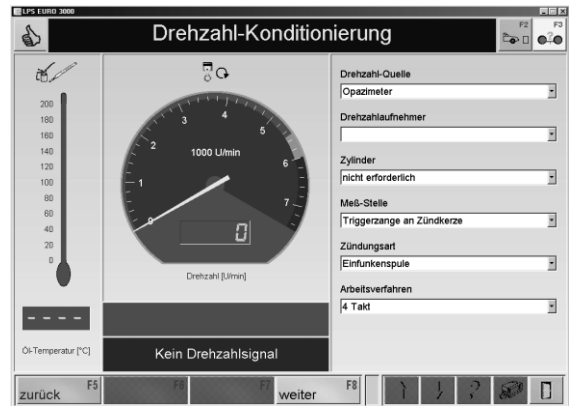 LPS EURO 3000
Drehzahl-Konditionierung
F2
F3
200
180
160
140
120
100
80
60
40
20
0
- - - -
Öl-Temperatur [°C]
0
1
2
3
4
5
6
7
1000 U/min
0
Drehzahl [U/min]
Kein Drehzahlsignal
Drehzahl-Quelle
Opazimeter
Drehzahlaufnehmer
Zylinder
nicht erforderlich
Meß-Stelle
Triggerzange an Zündkerze
Zündungsart
Einfunkenspule
Arbeitsverfahren
4 Takt
zurück F5
F6
F7
weiter F8